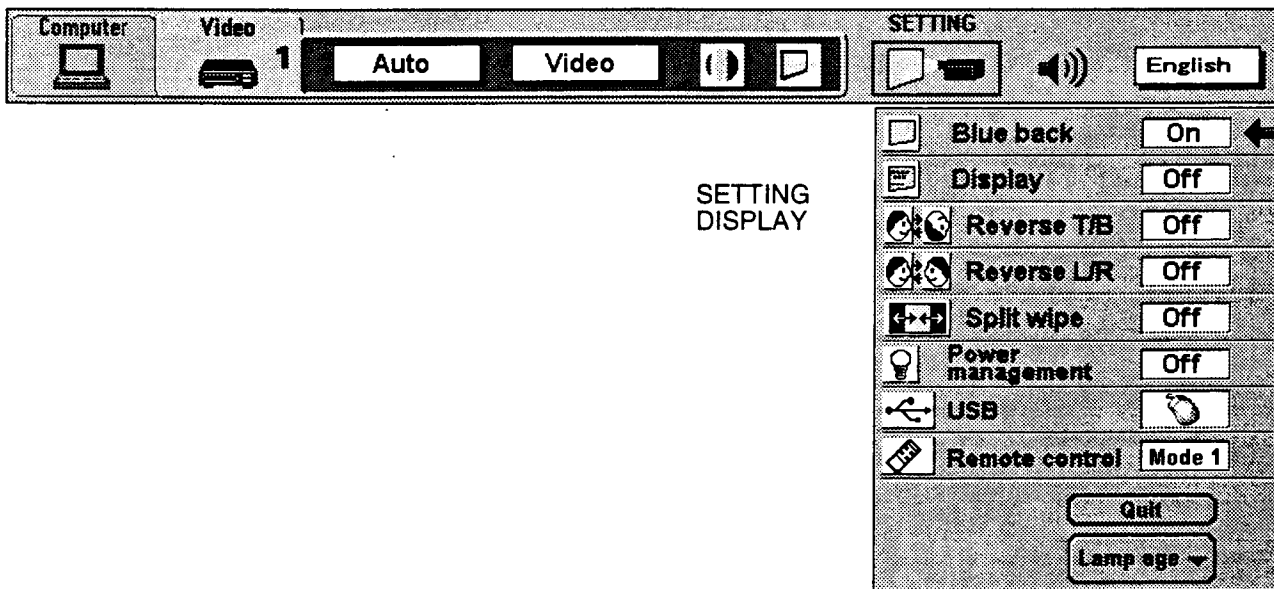 Computer
Video
1
Auto
Video
SETTING
English
SETTING
DISPLAY
Blue back On
Display Off
Reverse T/B Off
Reverse L/R Off
Split wipe Off
Power
management Off
USB
Remote control Mode 1
Quit
Lamp age